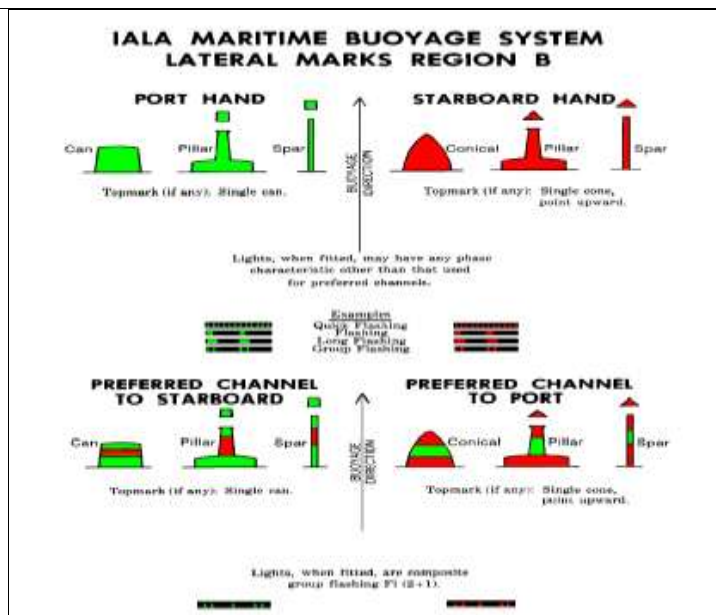 IALA MARITIME BUOYAGE SYSTEM
LATERAL MARKS REGION B
PORT HAND
STARBOARD HAND
Can
Pillar
Spar
BUOYAGE
DIRECTION
Conical
Pillar
Spar
Topmark (if any): Single can.
Topmark (if any): Single cone,
point upward.
Lights, when fitted, may have any phase
characteristic other than that used
for preferred channels.
Examples
Quick Flashing
Flashing
Long Flashing
Group Flashing
PREFERRED CHANNEL
TO STARBOARD
PREFERRED CHANNEL
TO PORT
Can
Pillar
Spar
BUOYAGE
DIRECTION
Conical
Pillar
Spar
Topmark (if any): Single can.
Topmark (if any): Single cone,
point upward.
Lights, when fitted, are composite
group flashing Fl (2+1).